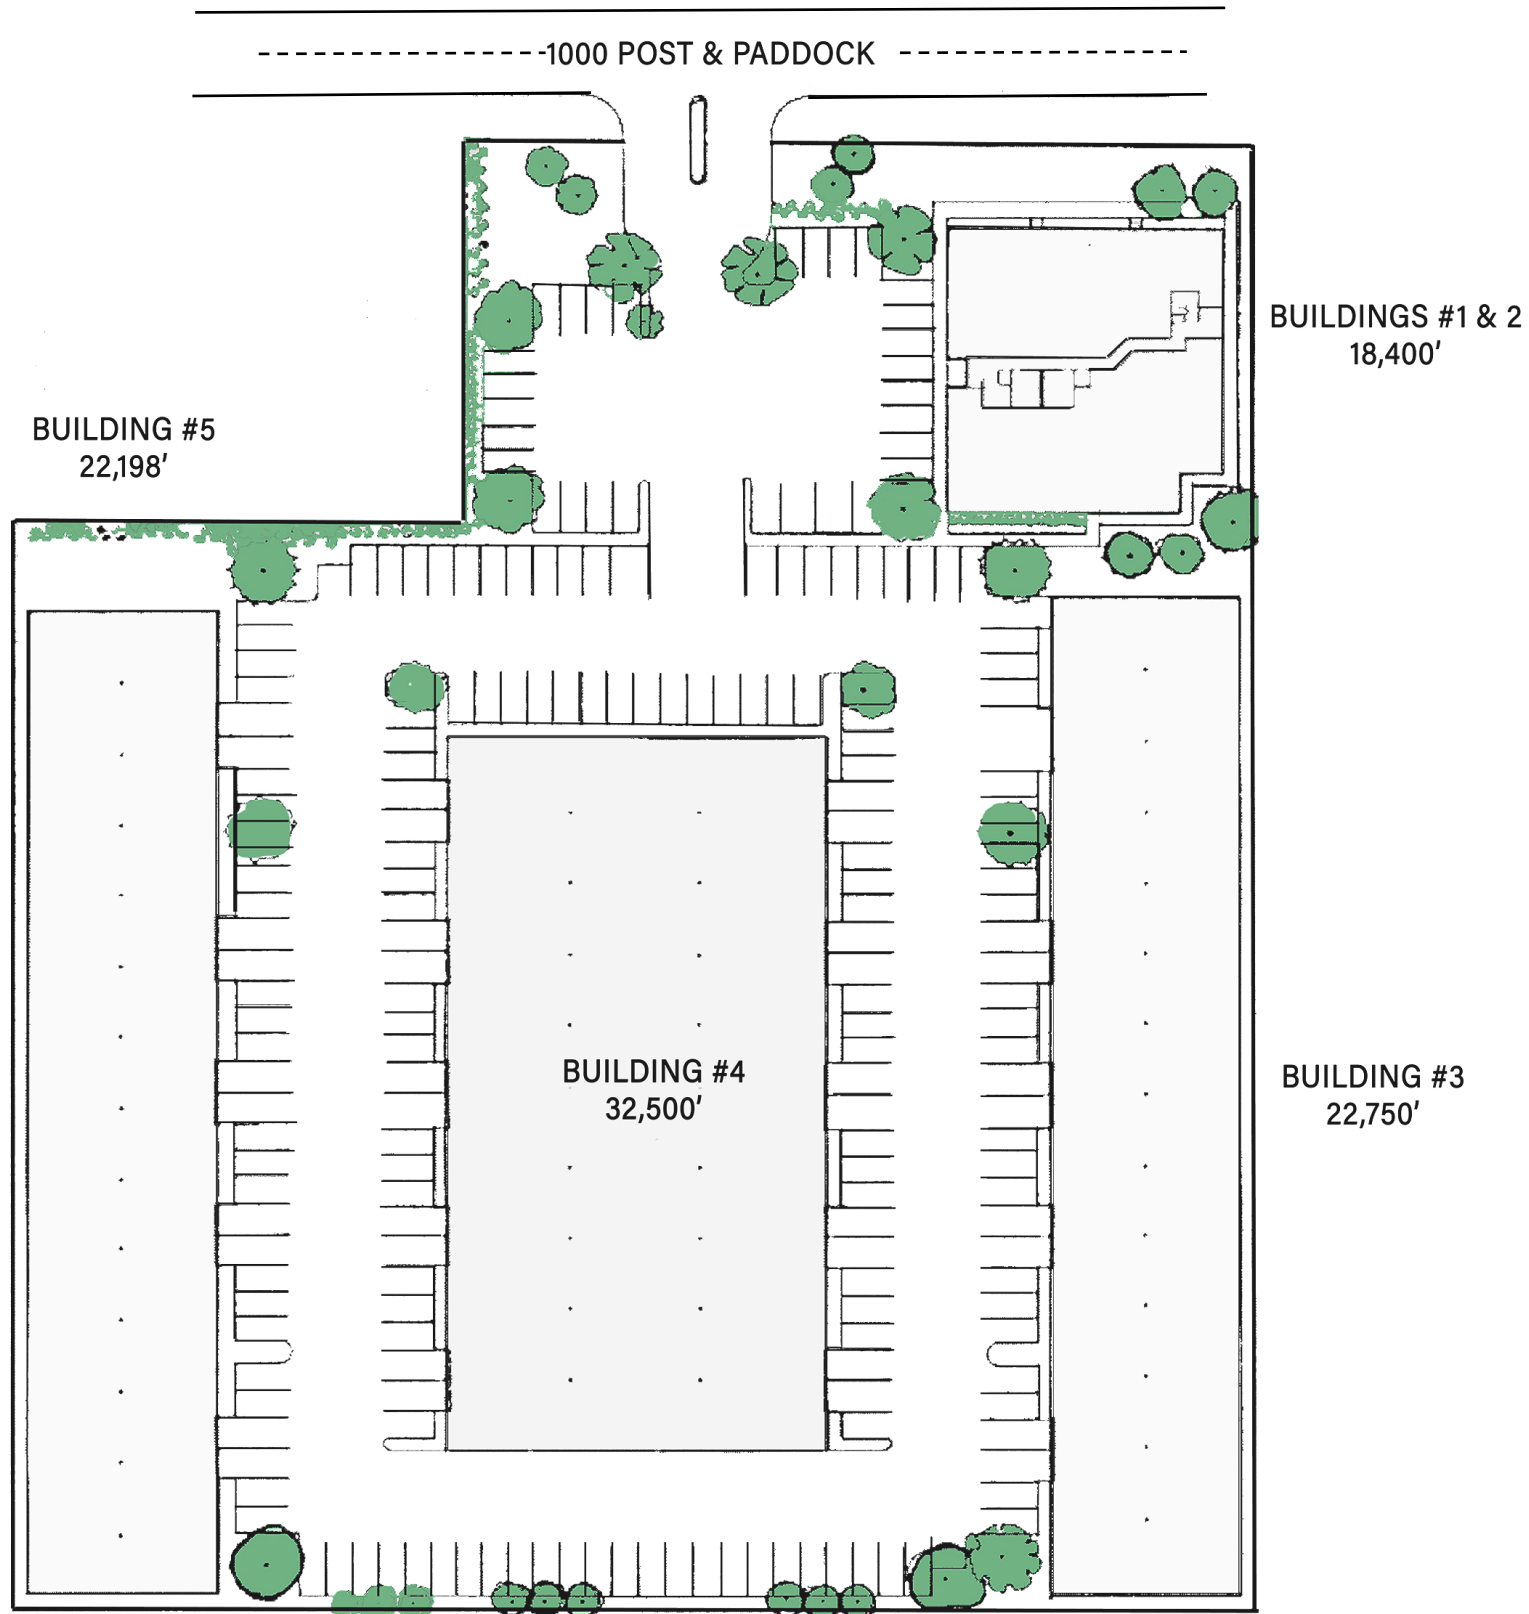 1000 POST & PADDOCK
BUILDINGS #1 & 2
18,400'
BUILDING #5
22,198'
BUILDING #4
32,500'
BUILDING #3
22,750'